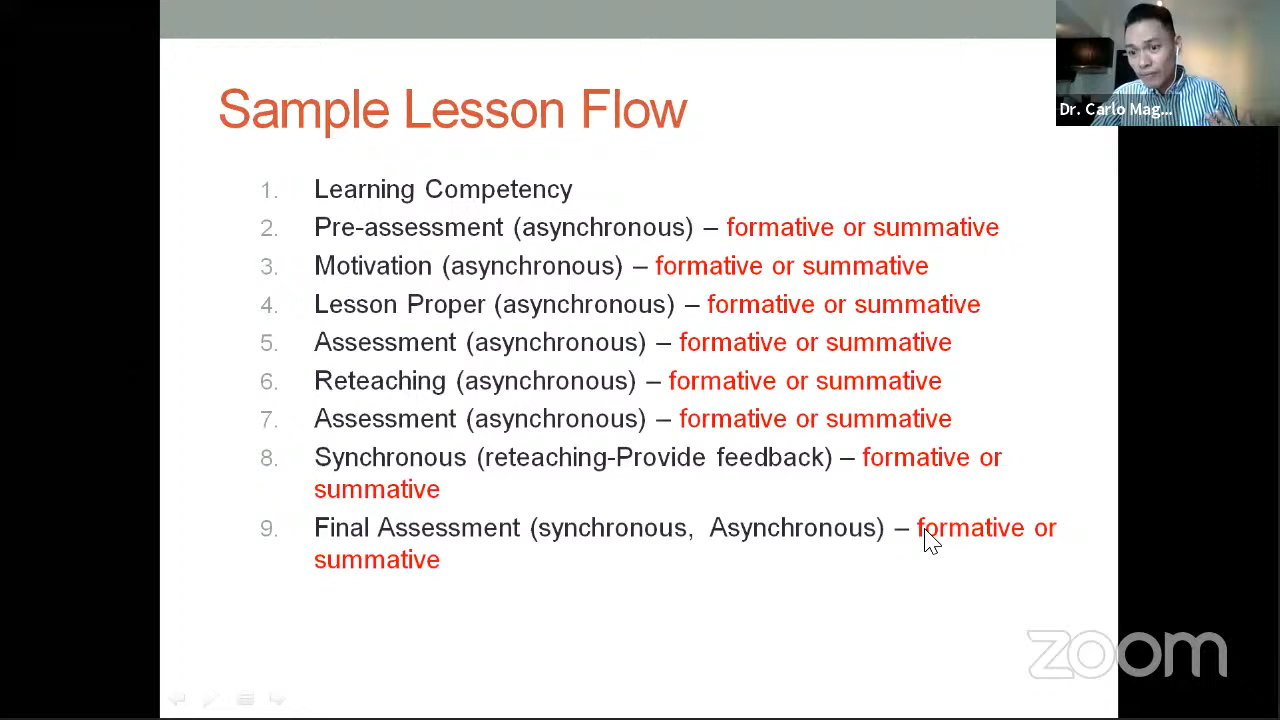 Sample Lesson Flow
Dr. Carlo Mag...
1. Learning Competency
2. Pre-assessment (asynchronous) – formative or summative
3. Motivation (asynchronous) – formative or summative
4. Lesson Proper (asynchronous) – formative or summative
5. Assessment (asynchronous) – formative or summative
6. Reteaching (asynchronous) – formative or summative
7. Assessment (asynchronous) – formative or summative
8. Synchronous (reteaching-Provide feedback) – formative or
summative
9. Final Assessment (synchronous, Asynchronous) – formative or
summative
zoom